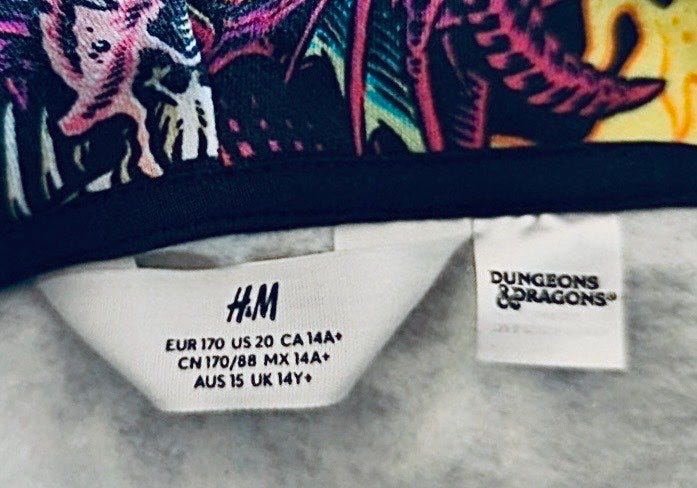 H&M
EUR 170 US 20 CA 14A+
CN 170/88 MX 14A+
AUS 15 UK 14Y+
DUNGEONS
& DRAGONS®